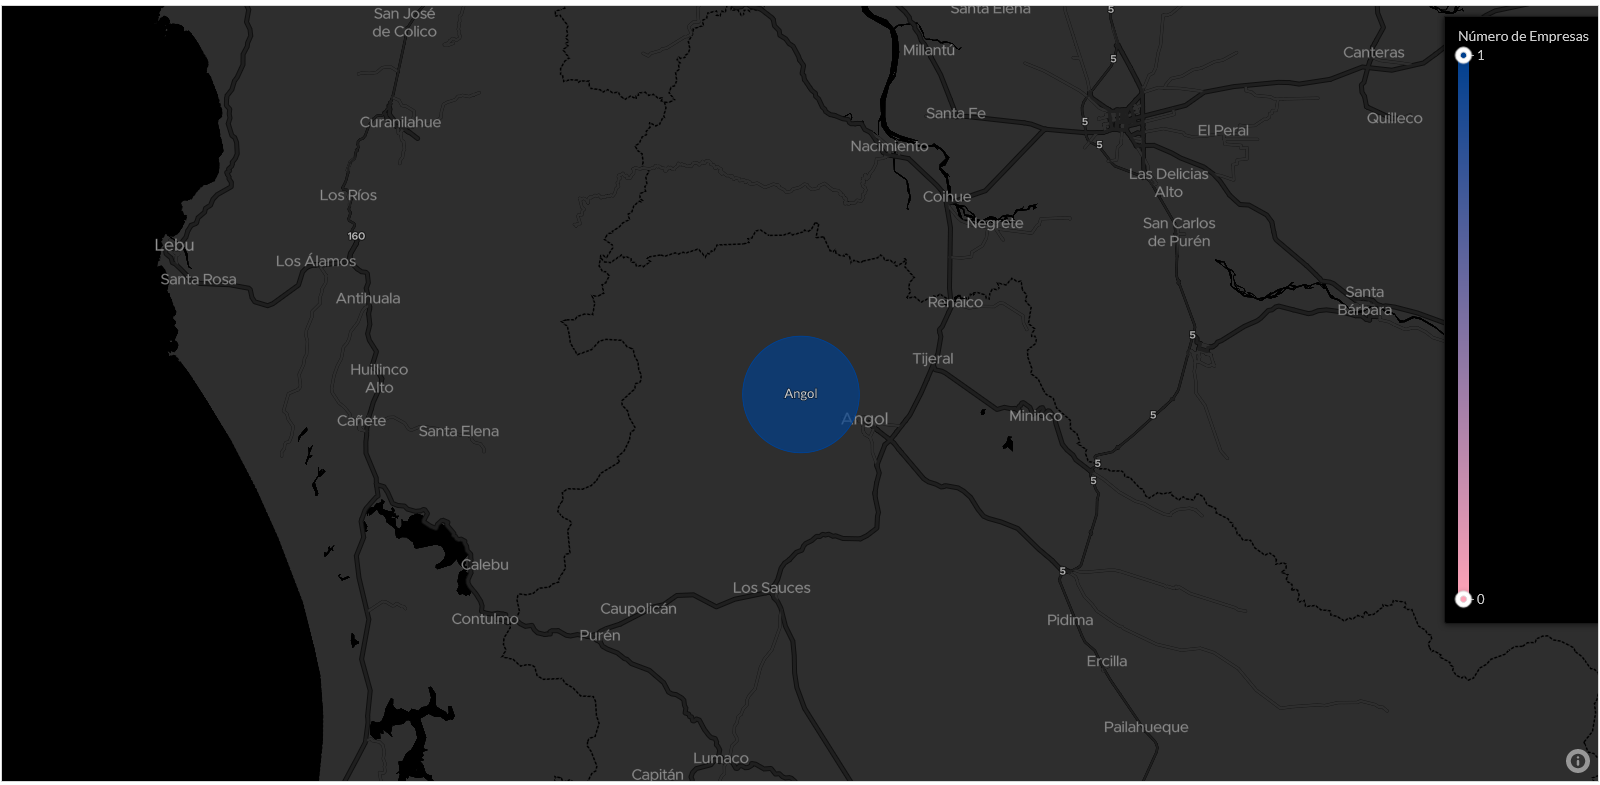 San José
de Colico
Santa Elena
5
Millantú
Canteras
5
Número de Empresas
1
Curanilahue
Santa Fe
5
El Peral
Quilleco
Nacimiento
5
Los Ríos
Coihue
Las Delicias
Alto
Negrete
San Carlos
de Purén
160
Lebu
Los Álamos
Santa Rosa
Antihuala
Renaico
Santa
Bárbara
5
Tijeral
Huillinco
Alto
Angol
Angol
Mininco
5
Cañete
Santa Elena
5
5
Calebu
5
Los Sauces
Caupolicán
0
Contulmo
Purén
Pidima
Ercilla
Pailahueque
Lumaco
Capitán